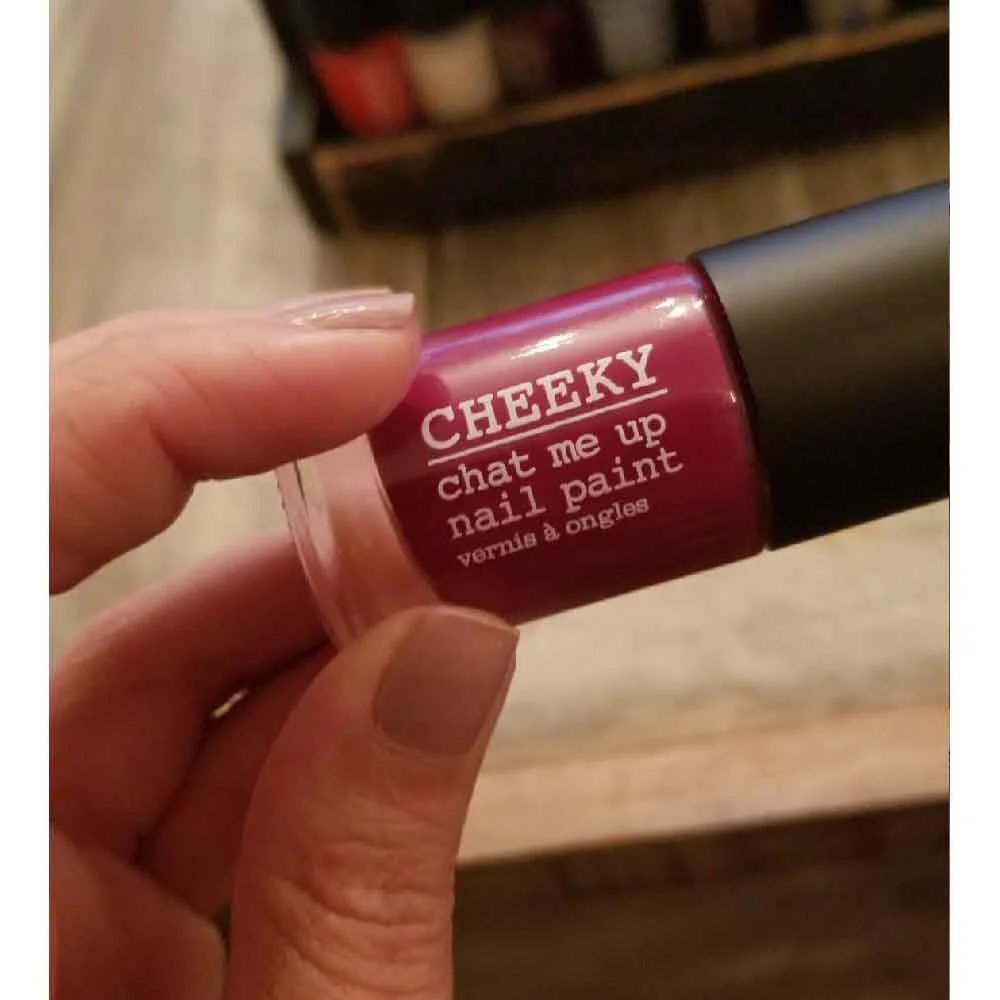 CHEEKY
chat me up
nail paint
vernis à ongles